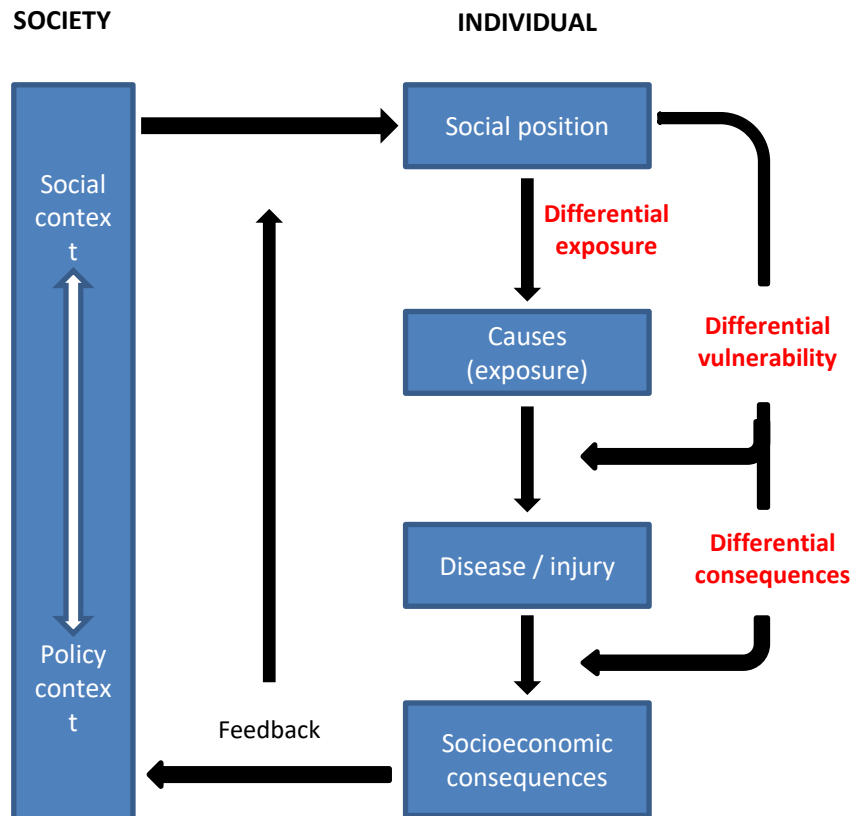 SOCIETY
INDIVIDUAL
Social
contex
t
Policy
contex
t
Social position
Differential
exposure
Causes
(exposure)
Differential
vulnerability
Disease / injury
Differential
consequences
Feedback
Socioeconomic
consequences